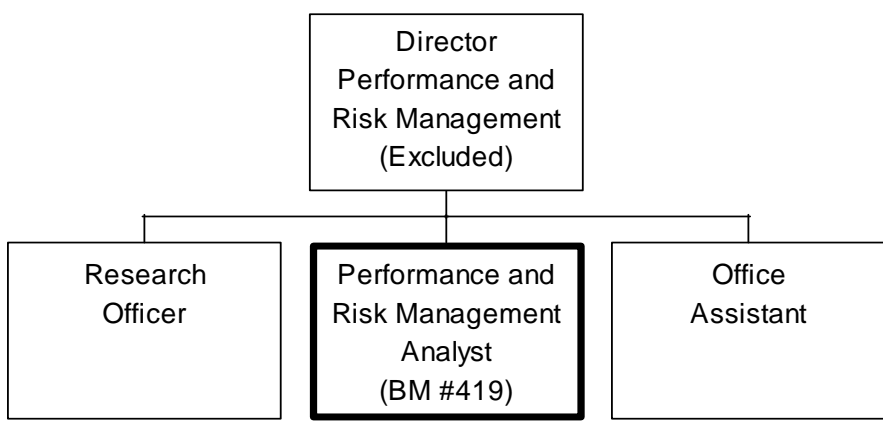 Director
Performance and
Risk Management
(Excluded)
Research
Officer
Performance and
Risk Management
Analyst
(BM #419)
Office
Assistant